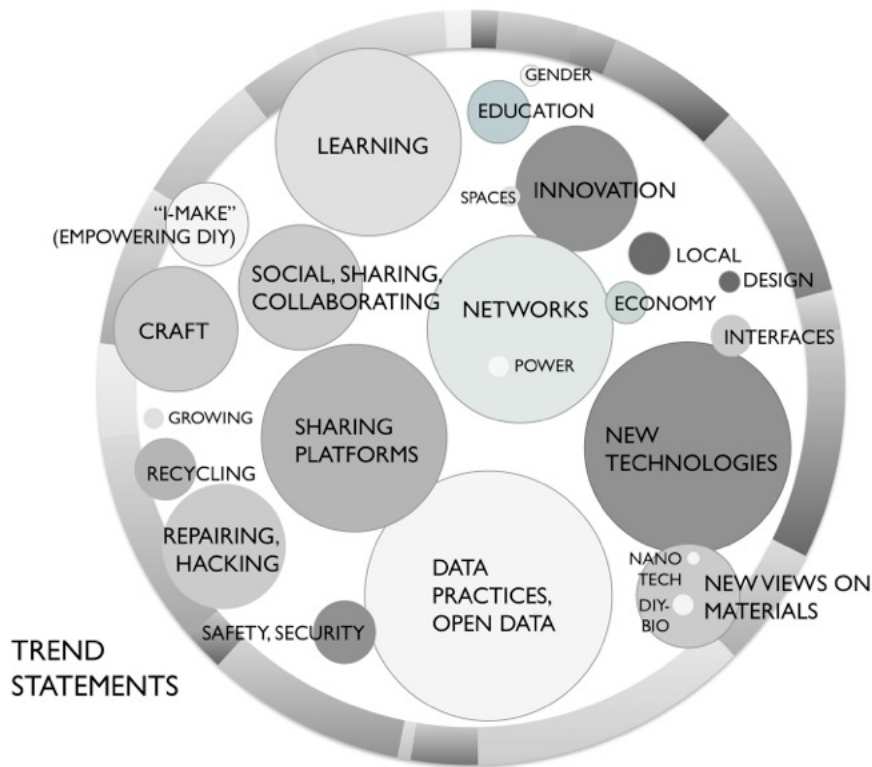 GENDER
EDUCATION
LEARNING
SPACES
INNOVATION
"I-MAKE"
(EMPOWERING DIY)
SOCIAL, SHARING,
COLLABORATING
LOCAL
DESIGN
NETWORKS
ECONOMY
CRAFT
INTERFACES
POWER
GROWING
SHARING
PLATFORMS
NEW
TECHNOLOGIES
RECYCLING
REPAIRING,
HACKING
DATA
PRACTICES,
OPEN DATA
NANO
TECH
DIY-
BIO
NEW VIEWS ON
MATERIALS
SAFETY, SECURITY
TREND
STATEMENTS